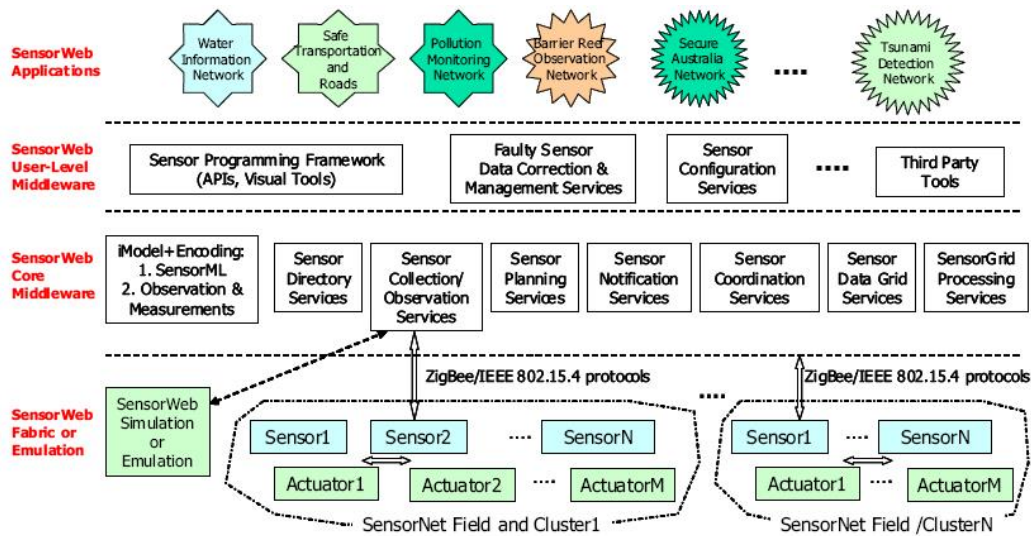 SensorWeb
Applications
Water
Information
Network
Safe
Transportation
and
Roads
Pollution
Monitoring
Network
Barrier Reef
Observation
Network
Secure
Australia
Network
....
Tsunami
Detection
Network
SensorWeb
User-Level
Middleware
Sensor Programming Framework
(APIs, Visual Tools)
Faulty Sensor
Data Correction &
Management Services
Sensor
Configuration
Services
....
Third Party
Tools
SensorWeb
Core
Middleware
iModel+Encoding:
1. SensorML
2. Observation &
Measurements
Sensor
Directory
Services
Sensor
Collection/
Observation
Services
Sensor
Planning
Services
Sensor
Notification
Services
Sensor
Coordination
Services
Sensor
Data Grid
Services
SensorGrid
Processing
Services
SensorWeb
Fabric or
Emulation
SensorWeb
Simulation
or
Emulation
ZigBee/IEEE 802.15.4 protocols
....
ZigBee/IEEE 802.15.4 protocols
Sensor1
Sensor2
....
SensorN
Actuator1
Actuator2
....
ActuatorM
SensorNet Field and Cluster1
Sensor1
....
SensorN
Actuator1
....
ActuatorM
SensorNet Field /ClusterN